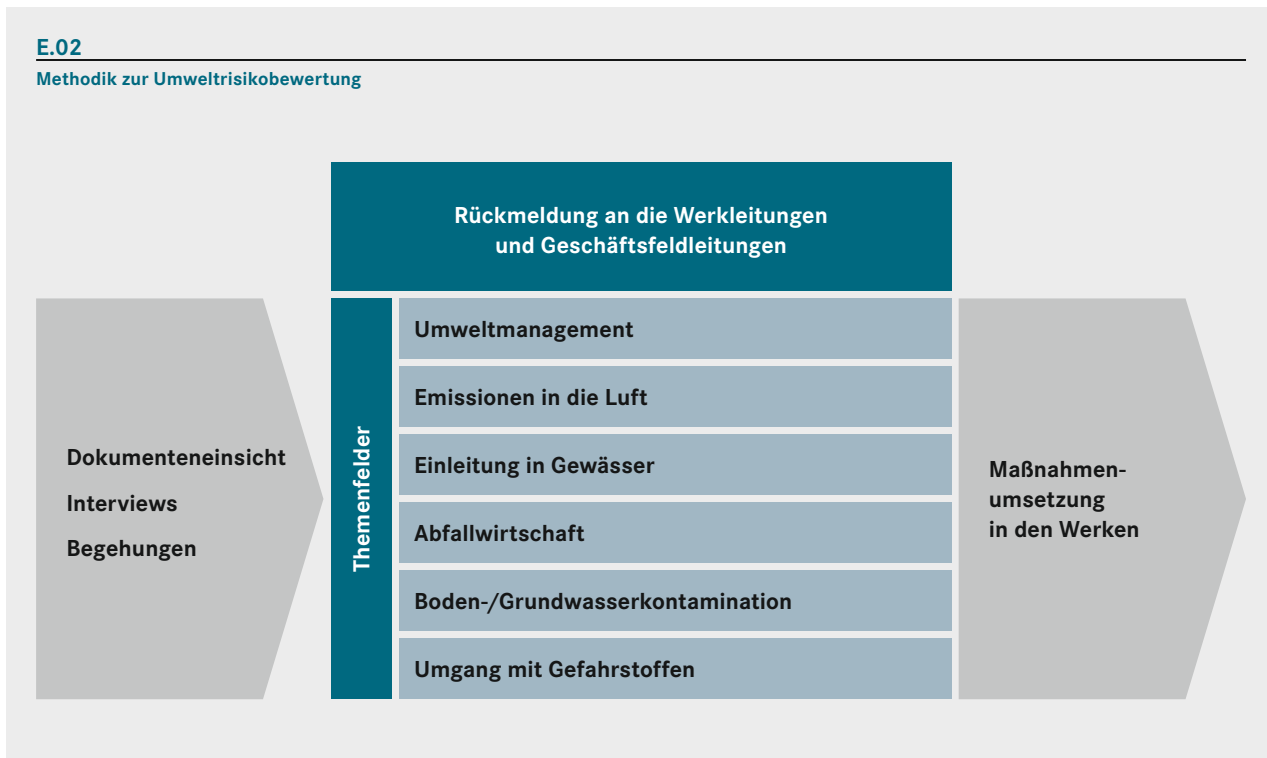 E.02
Methodik zur Umweltrisikobewertung
Rückmeldung an die Werkleitungen
und Geschäftsfeldleitungen
Dokumenteneinsicht
Interviews
Begehungen
Themenfelder
Umweltmanagement
Emissionen in die Luft
Einleitung in Gewässer
Abfallwirtschaft
Boden-/Grundwasserkontamination
Umgang mit Gefahrstoffen
Maßnahmen-
umsetzung
in den Werken